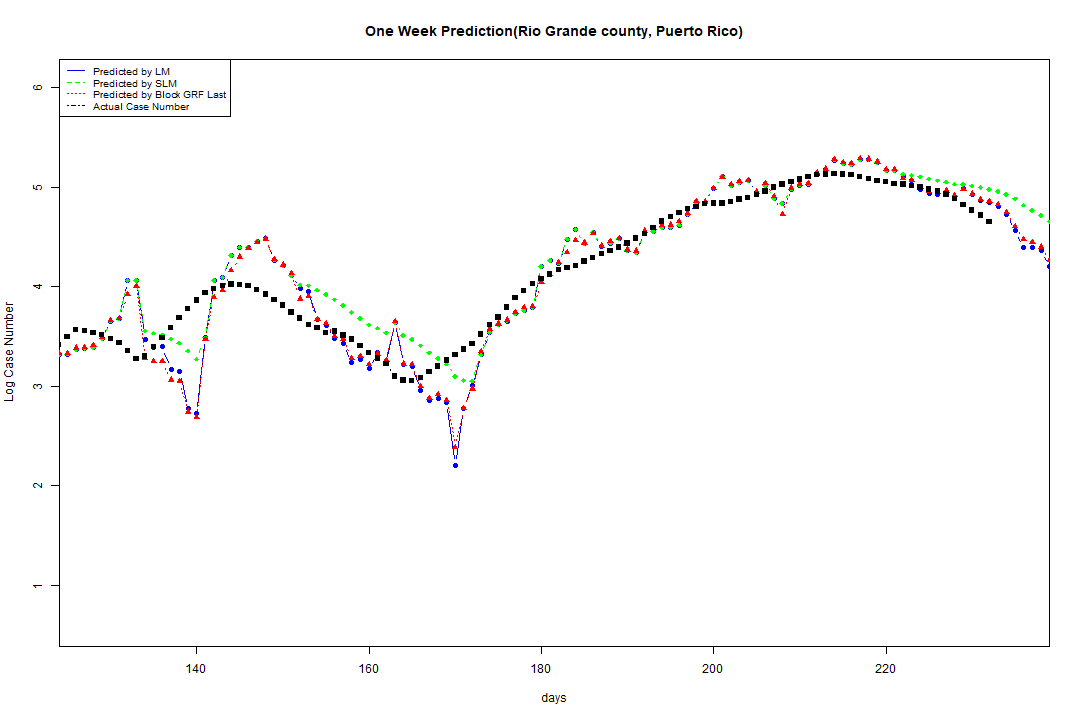 One Week Prediction(Rio Grande county, Puerto Rico)
Predicted by LM
Predicted by SLM
Predicted by Block GRF Last
Actual Case Number
6
5
4
3
2
1
Log Case Number
140 160 180 200 220
days